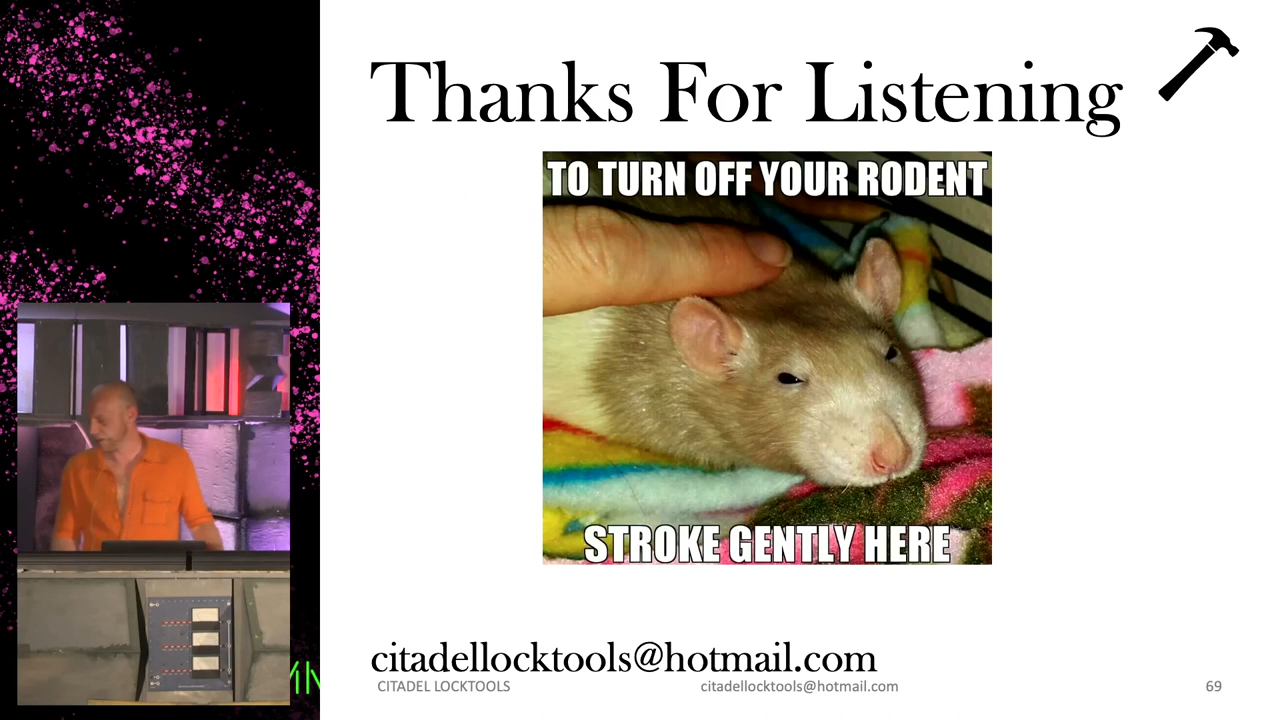 Thanks For Listening
TO TURN OFF YOUR RODENT
STROKE GENTLY HERE
citadellocktools@hotmail.com
CITADEL LOCKTOOLS
citadellocktools@hotmail.com
69